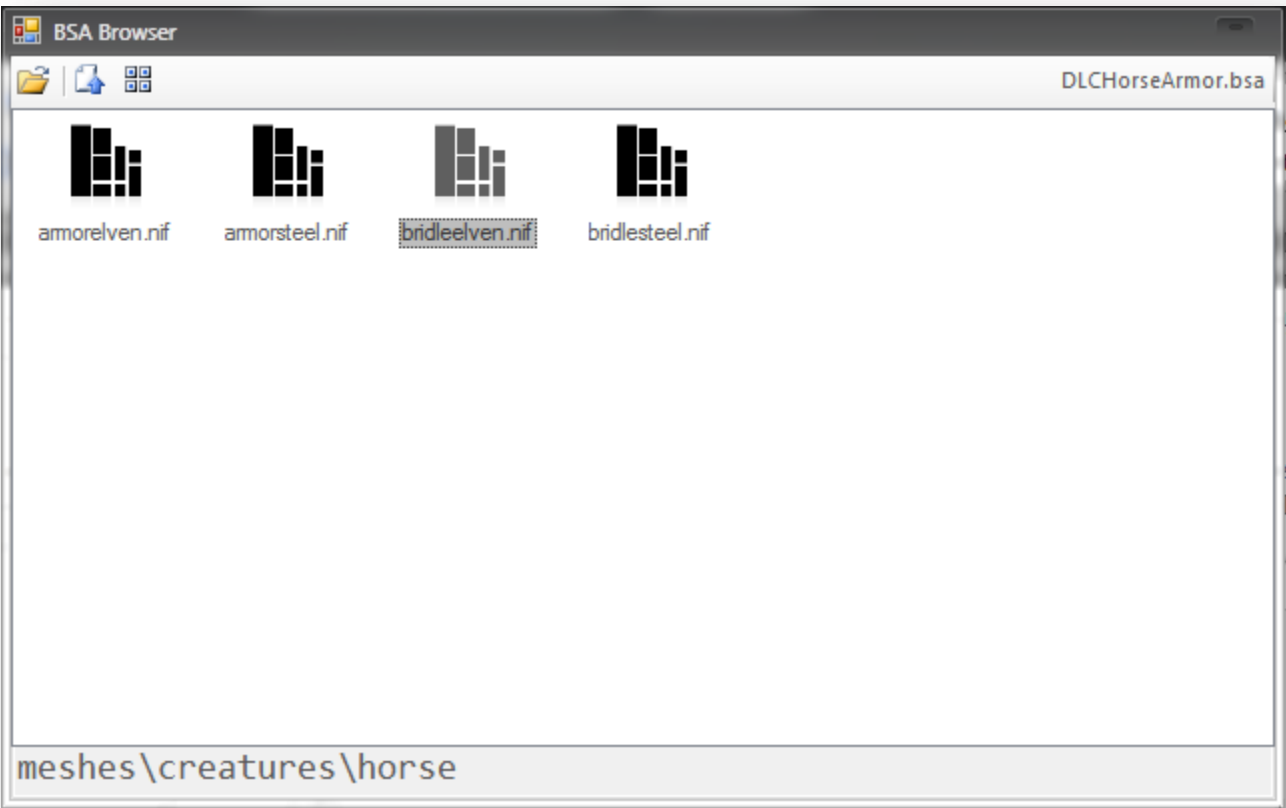 BSA Browser
DLCHorseArmor.bsa
armorelven.nif armorsteel.nif bridleelven.nif bridlesteel.nif
meshes\creatures\horse